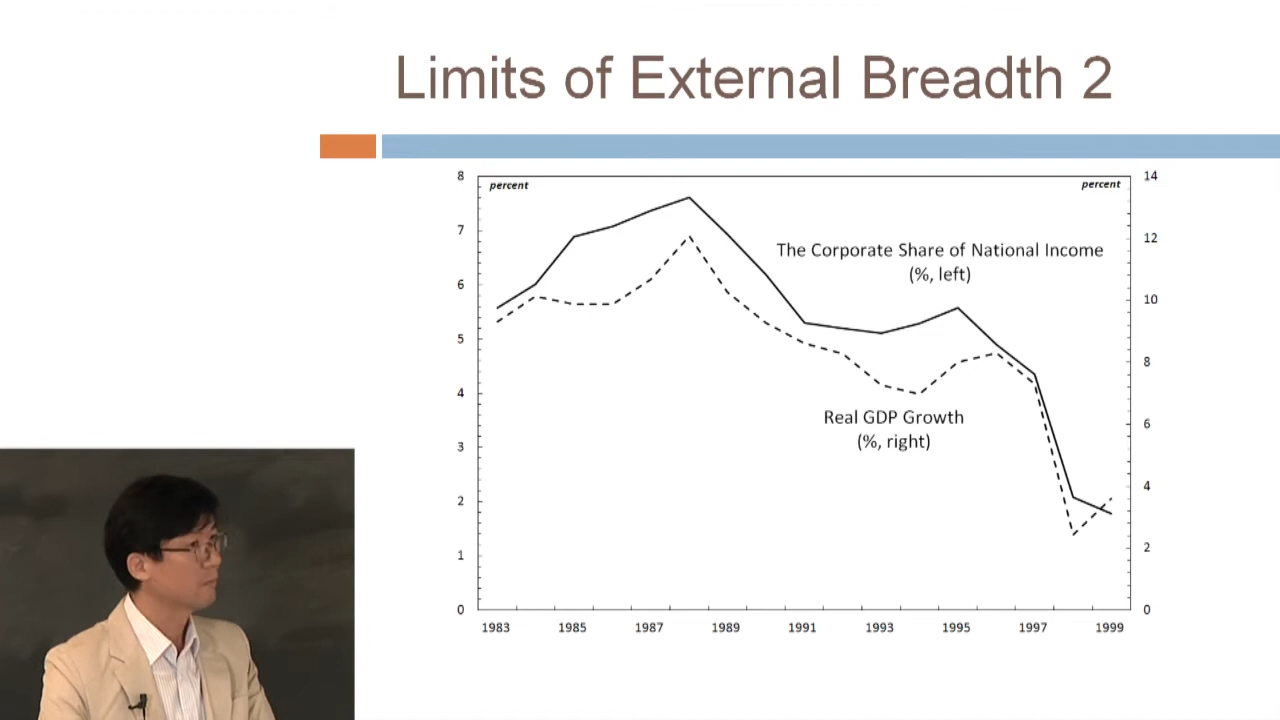 Limits of External Breadth 2
percent
percent
8
7
6
5
4
3
2
1
0
14
12
10
8
6
4
2
0
The Corporate Share of National Income
(%, left)
Real GDP Growth
(%, right)
1983 1985 1987 1989 1991 1993 1995 1997 1999